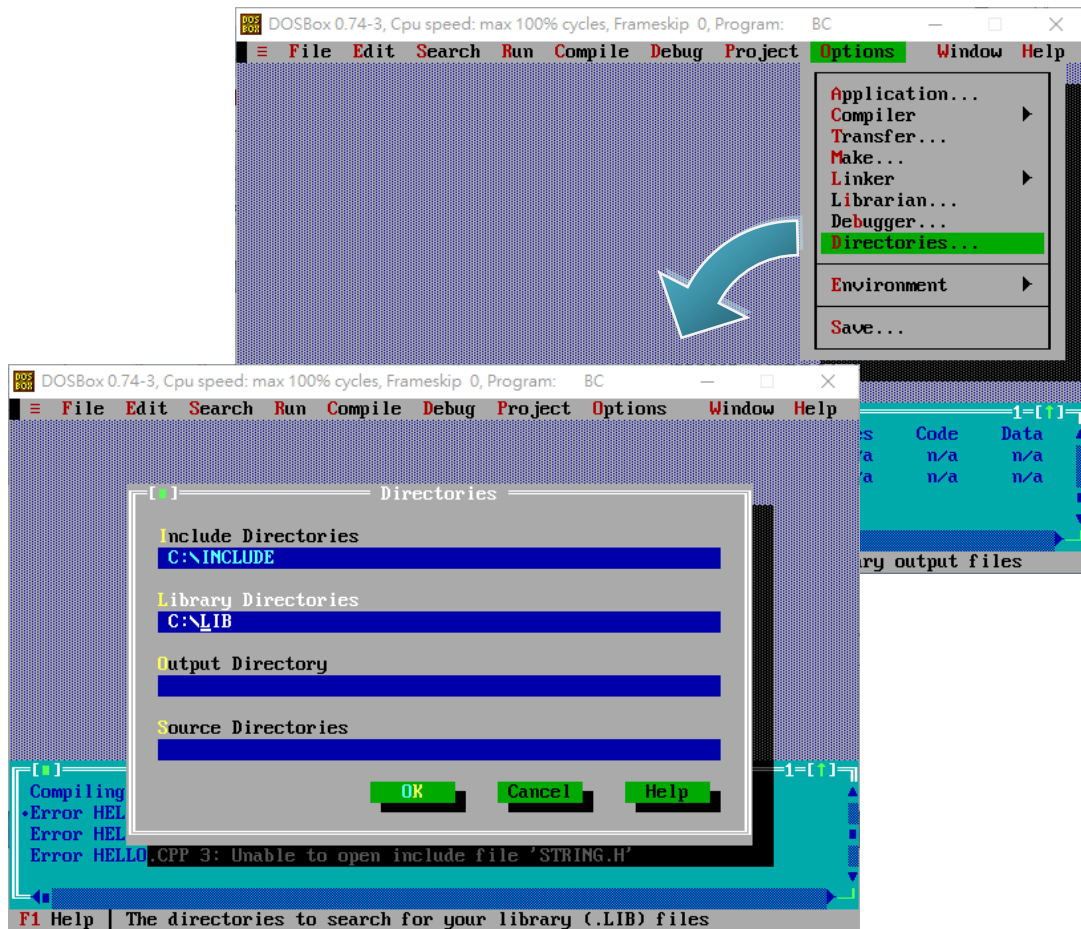 DOSBox 0.74-3, Cpu speed: max 100% cycles, Frameskip 0, Program: BC
≡ File Edit Search Run Compile Debug Project Options Window Help
Application...
Compiler
Transfer...
Make...
Linker
Librarian...
Debugger...
Directories...
Environment
Save...
1=[↑]
Code Data
n/a n/a
n/a n/a
output files
DOSBox 0.74-3, Cpu speed: max 100% cycles, Frameskip 0, Program: BC
≡ File Edit Search Run Compile Debug Project Options Window Help
Directories
Include Directories
C:\INCLUDE
Library Directories
C:\LIB
Output Directory
Source Directories
OK Cancel Help
1=[↑]
Compiling
•Error HEL
Error HEL
Error HELLO.CPP 3: Unable to open include file 'STRING.H'
F1 Help | The directories to search for your library (.LIB) files